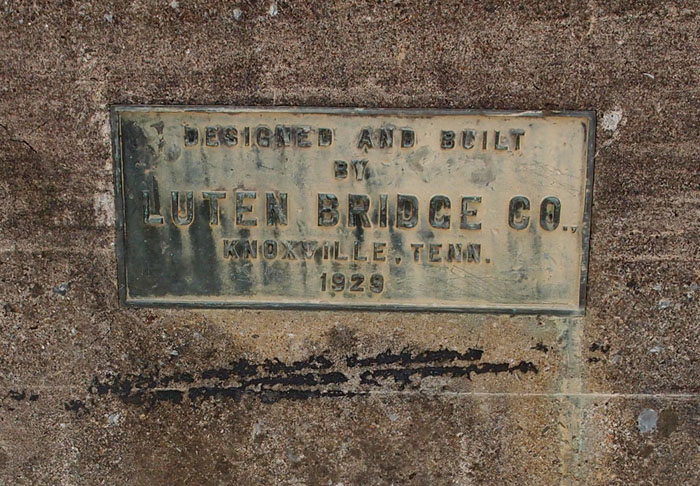 DESIGNED AND BUILT
BY
LUTEN BRIDGE CO.,
KNOXVILLE, TENN.
1929